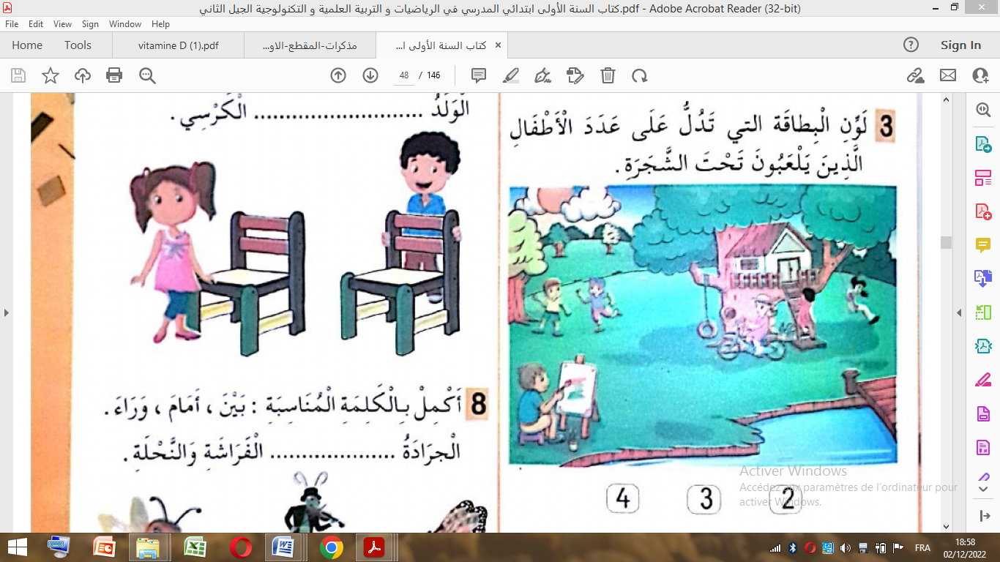 كتاب السنة الأولى ابتدائي المدرسي في الرياضيات و التربية العلمية و التكنولوجية الجيل الثاني.pdf - Adobe Acrobat Reader (32-bit)
File Edit View Sign Window Help
Home Tools vitamine D (1).pdf مذكرات-المقطع-الاو... كتاب السنة الأولى ا... × Sign In
48 / 146
3 لَوِّنِ الْبِطاقَة التي تَدُلُّ عَلَى عَدَدَ الْأَطْفَالِ
الَّذِينَ يَلْعَبُونَ تَحْتَ الشَّجَرَةِ.
4 3 2
الْوَلَدُ .......................... الْكُرْسِي .
8 أَكْمِلْ بِالْكَلِمَةِ الْمُنَاسِبَةِ : بَيْنَ ، أَمَامَ ، وَرَاءَ .
الْجرَادَةُ ................... الْفَرَاشَةِ وَالنَّحْلَةِ.
Activer Windows
Accédez aux paramètres de l'ordinateur pour
activer Windows.
FRA
18:58
02/12/2022